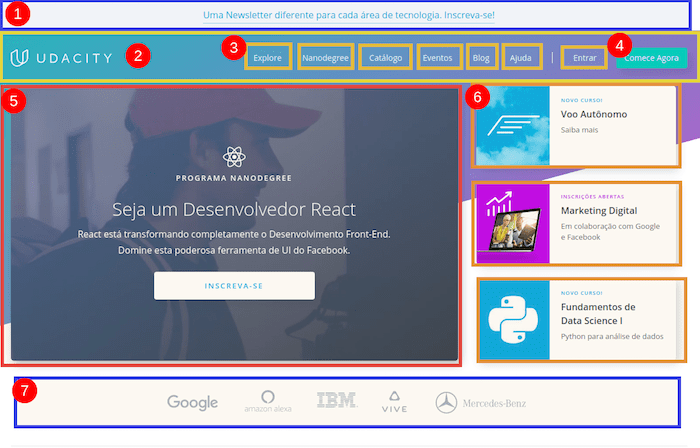 1
Uma Newsletter diferente para cada área de tecnologia. Inscreva-se!
UDACITY
2
3
Explore
Nanodegree
Catálogo
Eventos
Blog
Ajuda
Entrar
4
Comece Agora
5
PROGRAMA NANODEGREE
Seja um Desenvolvedor React
React está transformando completamente o Desenvolvimento Front-End.
Domine esta poderosa ferramenta de UI do Facebook.
INSCREVA-SE
6
NOVO CURSO!
Voo Autônomo
Saiba mais
INSCRIÇÕES ABERTAS
Marketing Digital
Em colaboração com Google
e Facebook
NOVO CURSO!
Fundamentos de
Data Science I
Python para análise de dados
7
Google
amazon alexa
IBM
VIVE
Mercedes-Benz